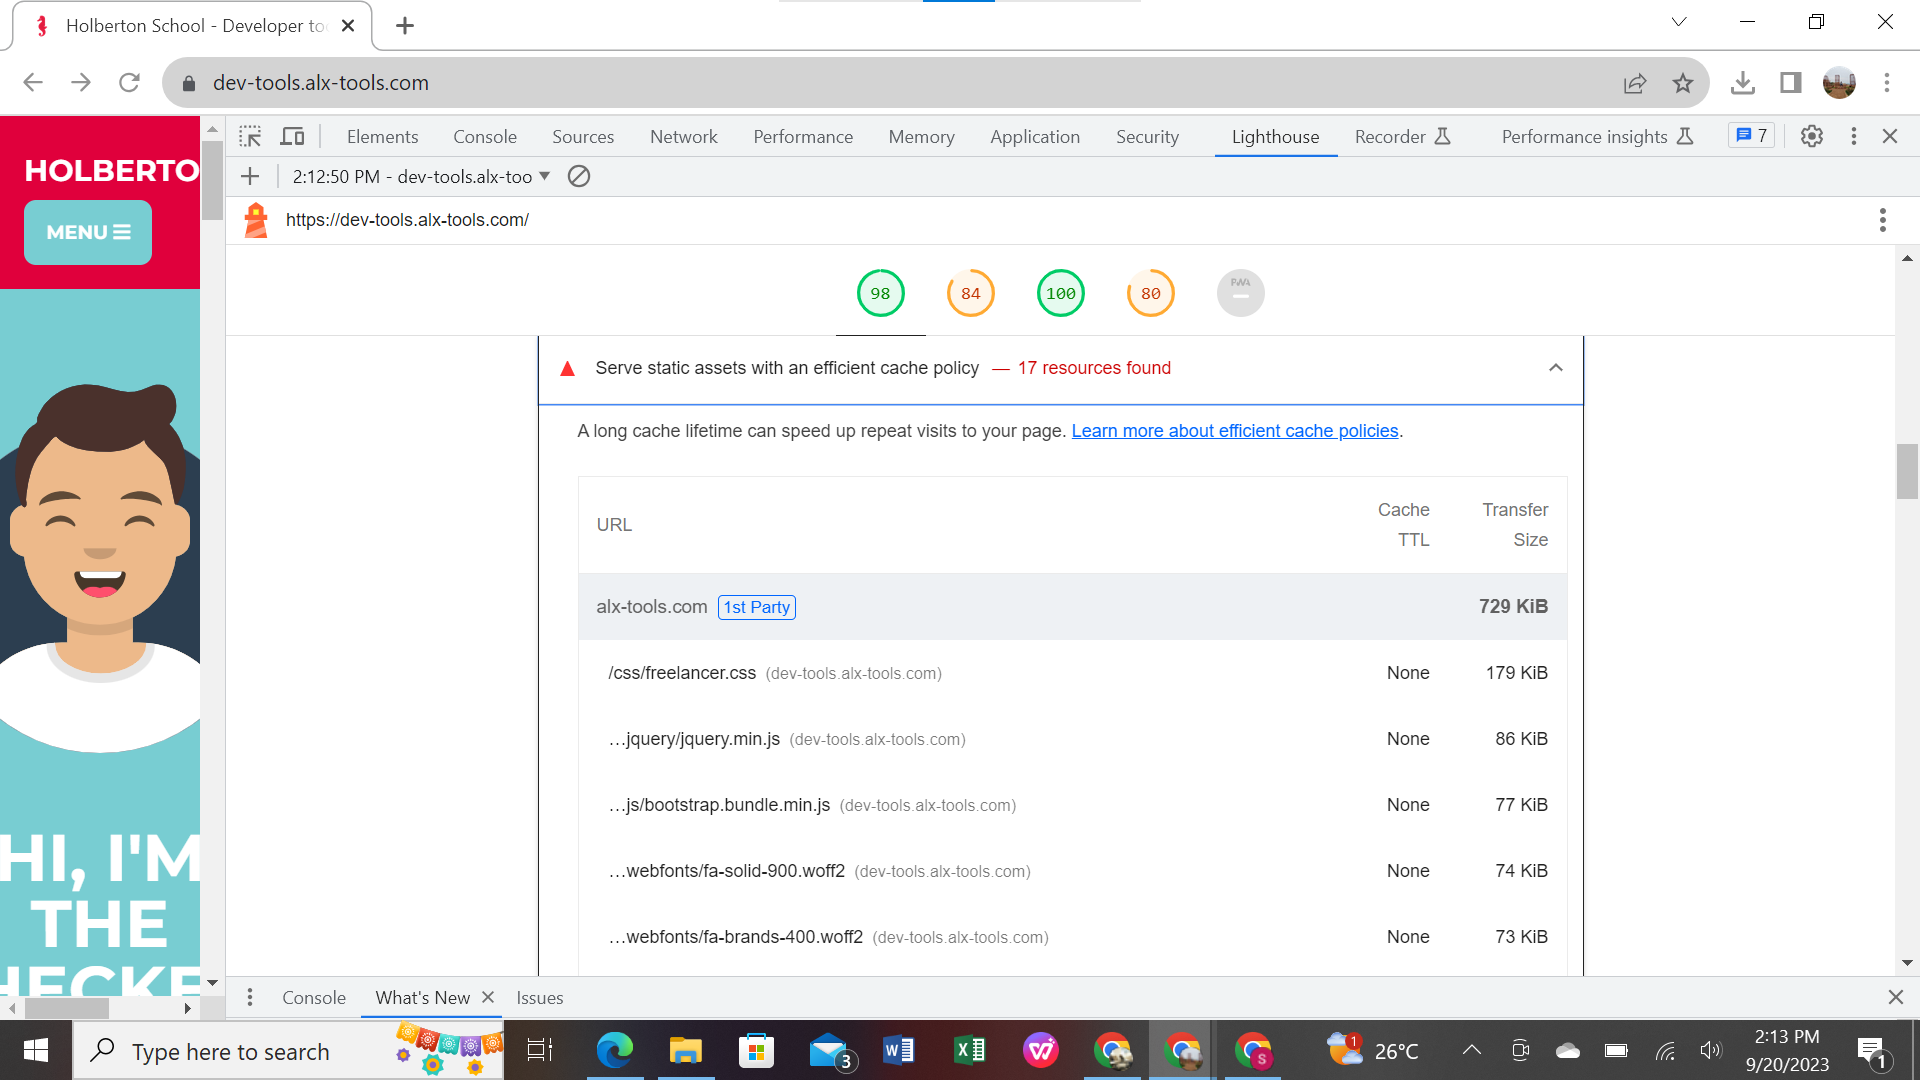 Holberton School - Developer to
dev-tools.alx-tools.com
HOLBERTO
MENU
HI, I'M
THE
HECKE
Elements Console Sources Network Performance Memory Application Security Lighthouse Recorder Performance insights 7
2:12:50 PM - dev-tools.alx-too
https://dev-tools.alx-tools.com/
98 84 100 80 PWA
Serve static assets with an efficient cache policy — 17 resources found
A long cache lifetime can speed up repeat visits to your page. Learn more about efficient cache policies.
URL Cache TTL Transfer Size
alx-tools.com 1st Party 729 KiB
/css/freelancer.css (dev-tools.alx-tools.com) None 179 KiB
…jquery/jquery.min.js (dev-tools.alx-tools.com) None 86 KiB
…js/bootstrap.bundle.min.js (dev-tools.alx-tools.com) None 77 KiB
…webfonts/fa-solid-900.woff2 (dev-tools.alx-tools.com) None 74 KiB
…webfonts/fa-brands-400.woff2 (dev-tools.alx-tools.com) None 73 KiB
Console What's New Issues
Type here to search 3 S 1 26°C 2:13 PM
9/20/2023 1